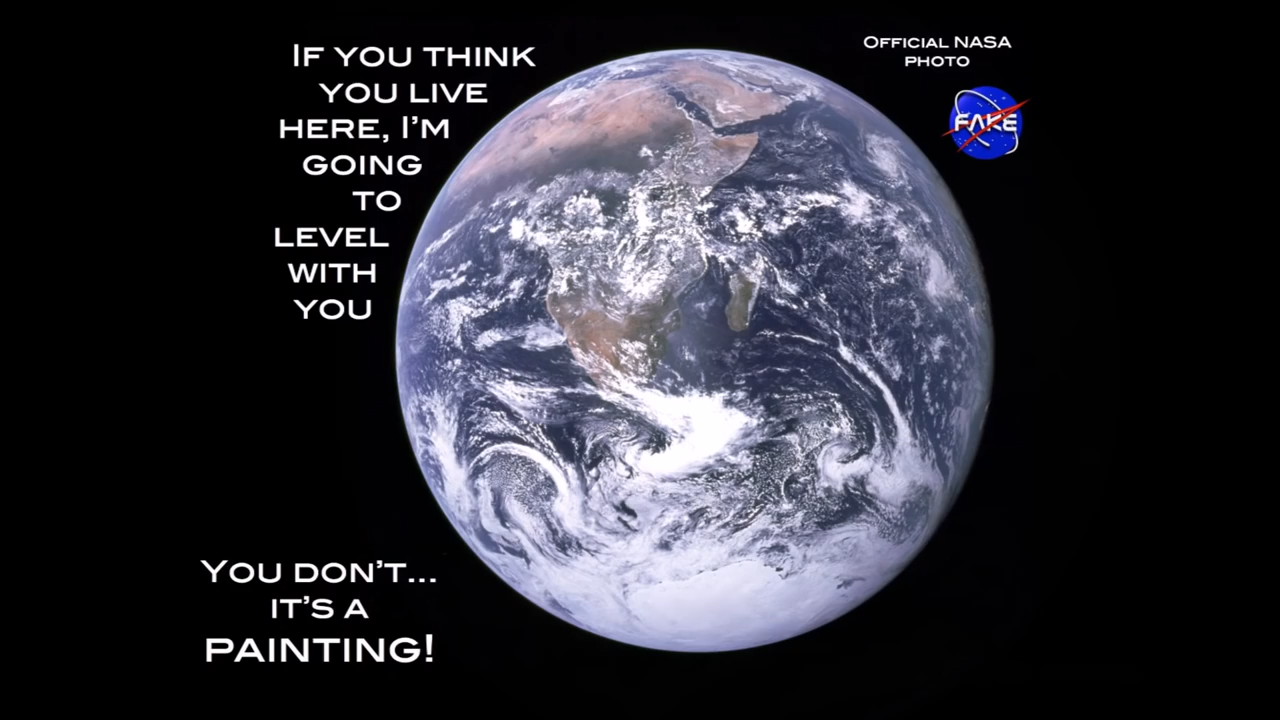 If you think
you live
here, I'm
going
to
level
with
you
Official NASA
photo
FAKE
You don't...
it's a
painting!